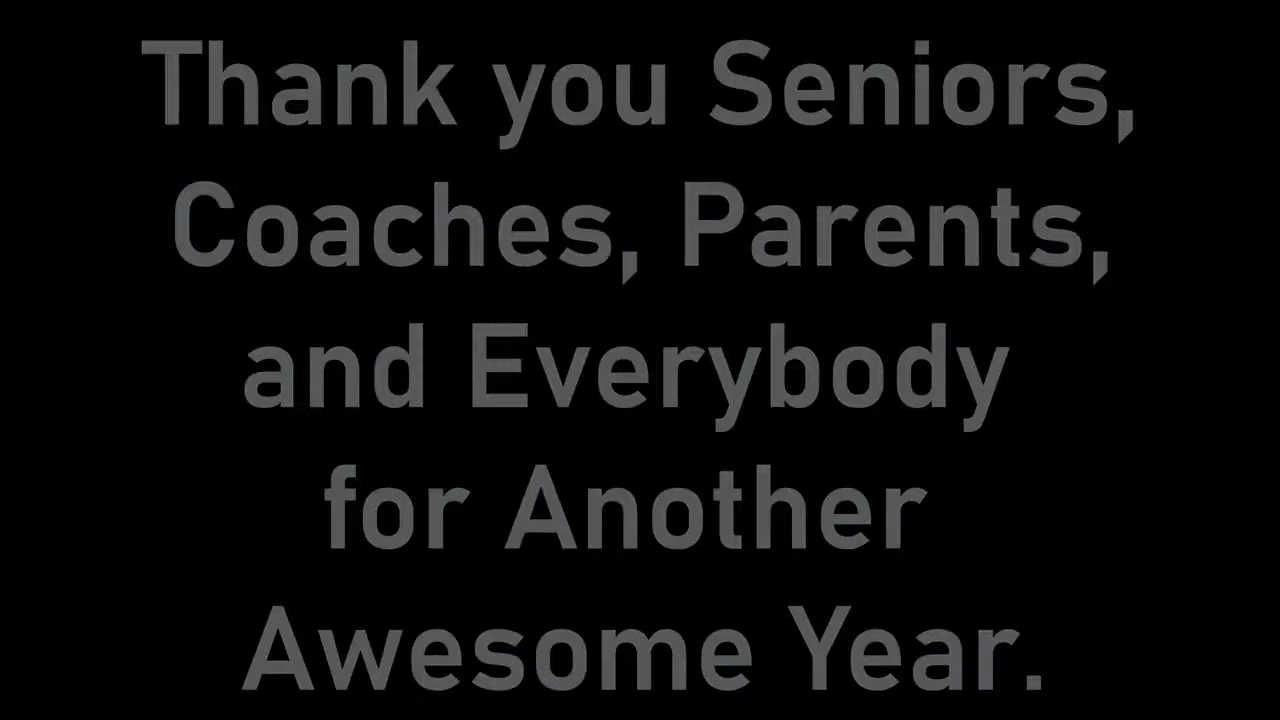 Thank you Seniors,
Coaches, Parents,
and Everybody
for Another
Awesome Year.